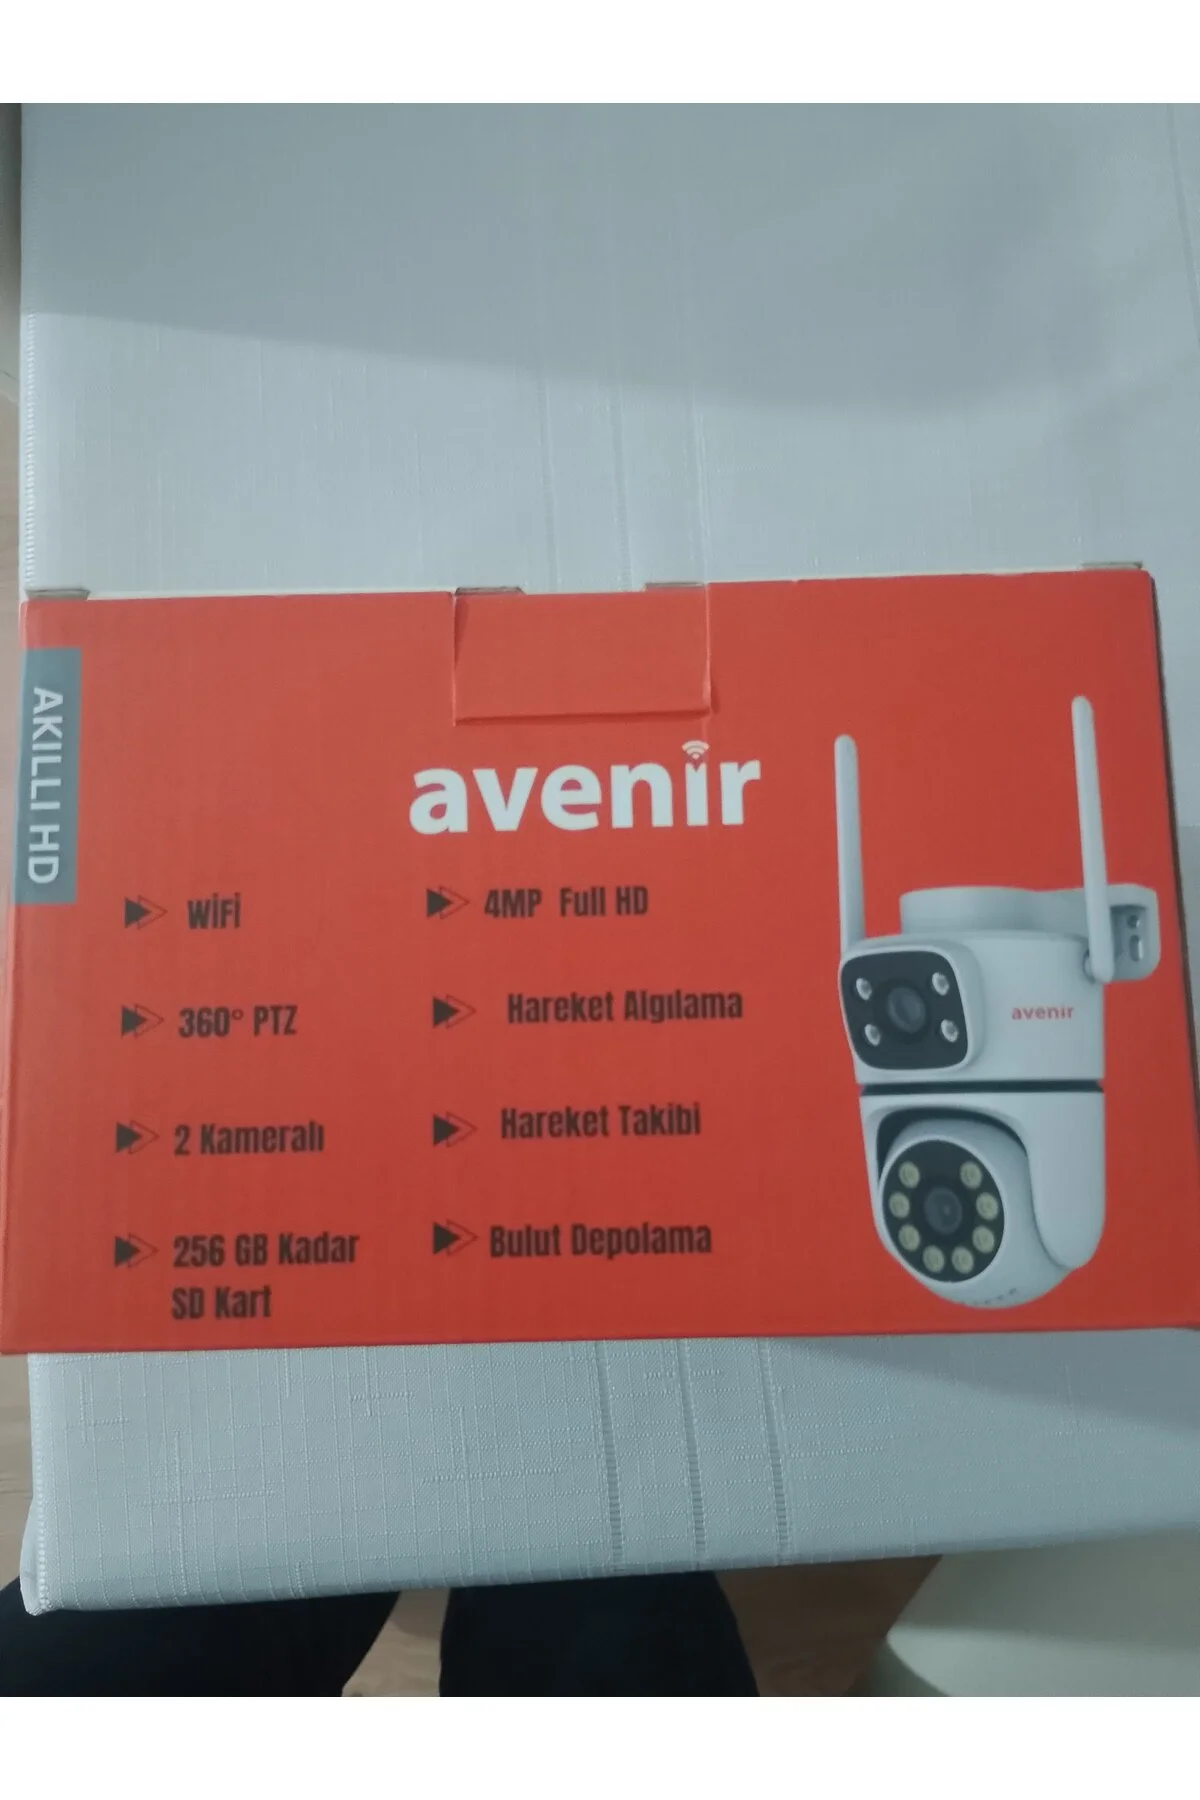 AKILLI HD
avenir
WiFi
360° PTZ
2 Kameralı
256 GB Kadar
SD Kart
4MP Full HD
Hareket Algılama
Hareket Takibi
Bulut Depolama
avenir